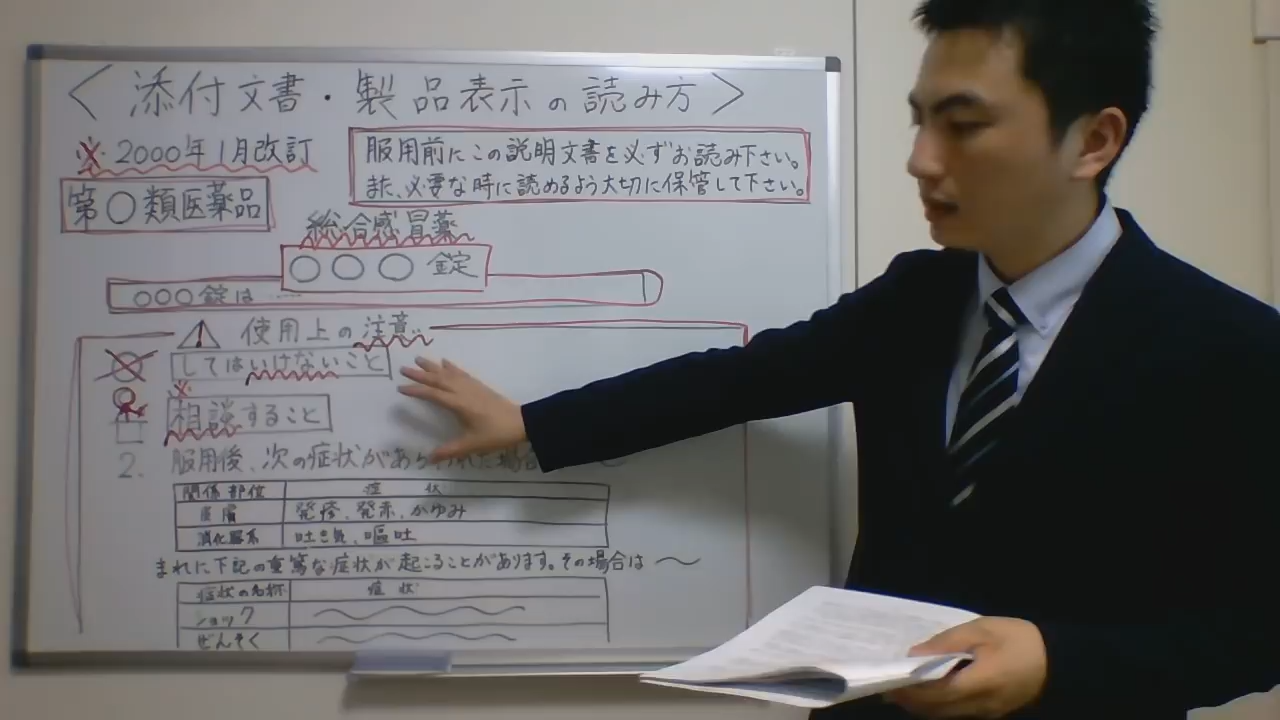 〈 添付文書・製品表示の読み方 〉
※2000年1月改訂
服用前にこの説明文書を必ずお読み下さい。
また、必要な時に読めるよう大切に保管して下さい。
第○類医薬品
総合感冒薬
○○○錠
○○○錠は……
使用上の注意
してはいけないこと
※
相談すること
2. 服用後、次の症状があらわれた場合
関係部位 症状
皮膚 発疹、発赤、かゆみ
消化器系 吐き気、嘔吐
まれに下記の重篤な症状が起こることがあります。その場合は〜
症状の名称 症状
ショック
ぜんそく